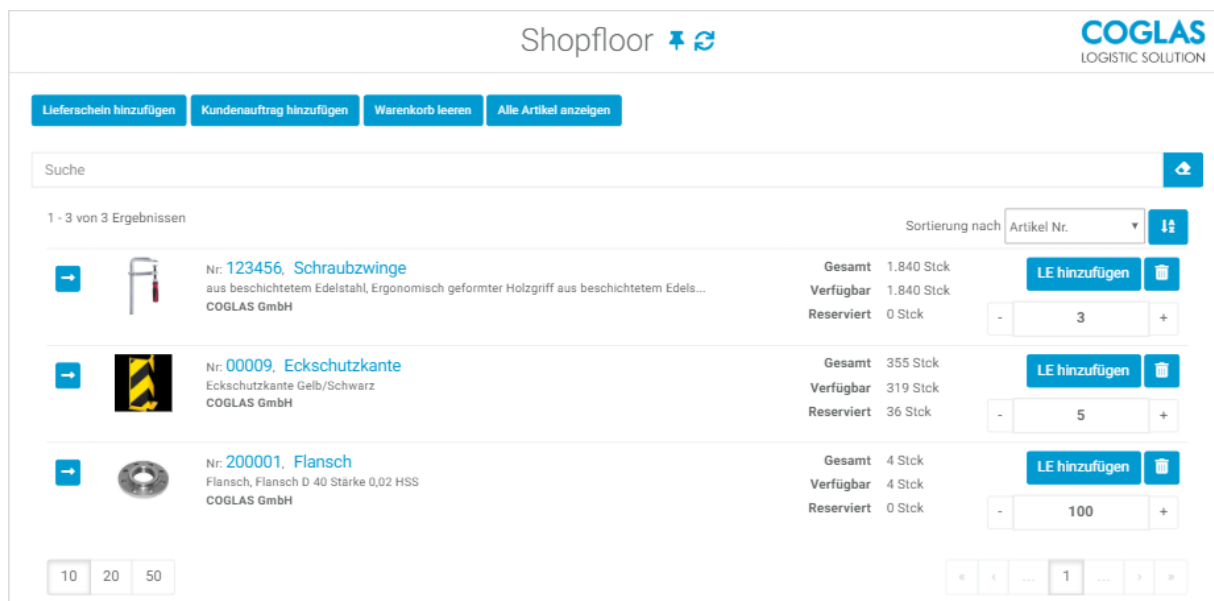 Shopfloor
COGLAS
LOGISTIC SOLUTION
Lieferschein hinzufügen
Kundenauftrag hinzufügen
Warenkorb leeren
Alle Artikel anzeigen
Suche
1 - 3 von 3 Ergebnissen
Sortierung nach Artikel Nr.
Nr: 123456, Schraubzwinge
aus beschichtetem Edelstahl, Ergonomisch geformter Holzgriff aus beschichtetem Edels...
COGLAS GmbH
Gesamt 1.840 Stck
Verfügbar 1.840 Stck
Reserviert 0 Stck
LE hinzufügen
- 3 +
Nr: 00009, Eckschutzkante
Eckschutzkante Gelb/Schwarz
COGLAS GmbH
Gesamt 355 Stck
Verfügbar 319 Stck
Reserviert 36 Stck
LE hinzufügen
- 5 +
Nr: 200001, Flansch
Flansch, Flansch D 40 Stärke 0,02 HSS
COGLAS GmbH
Gesamt 4 Stck
Verfügbar 4 Stck
Reserviert 0 Stck
LE hinzufügen
- 100 +
10 20 50
« ‹ ... 1 ... › »